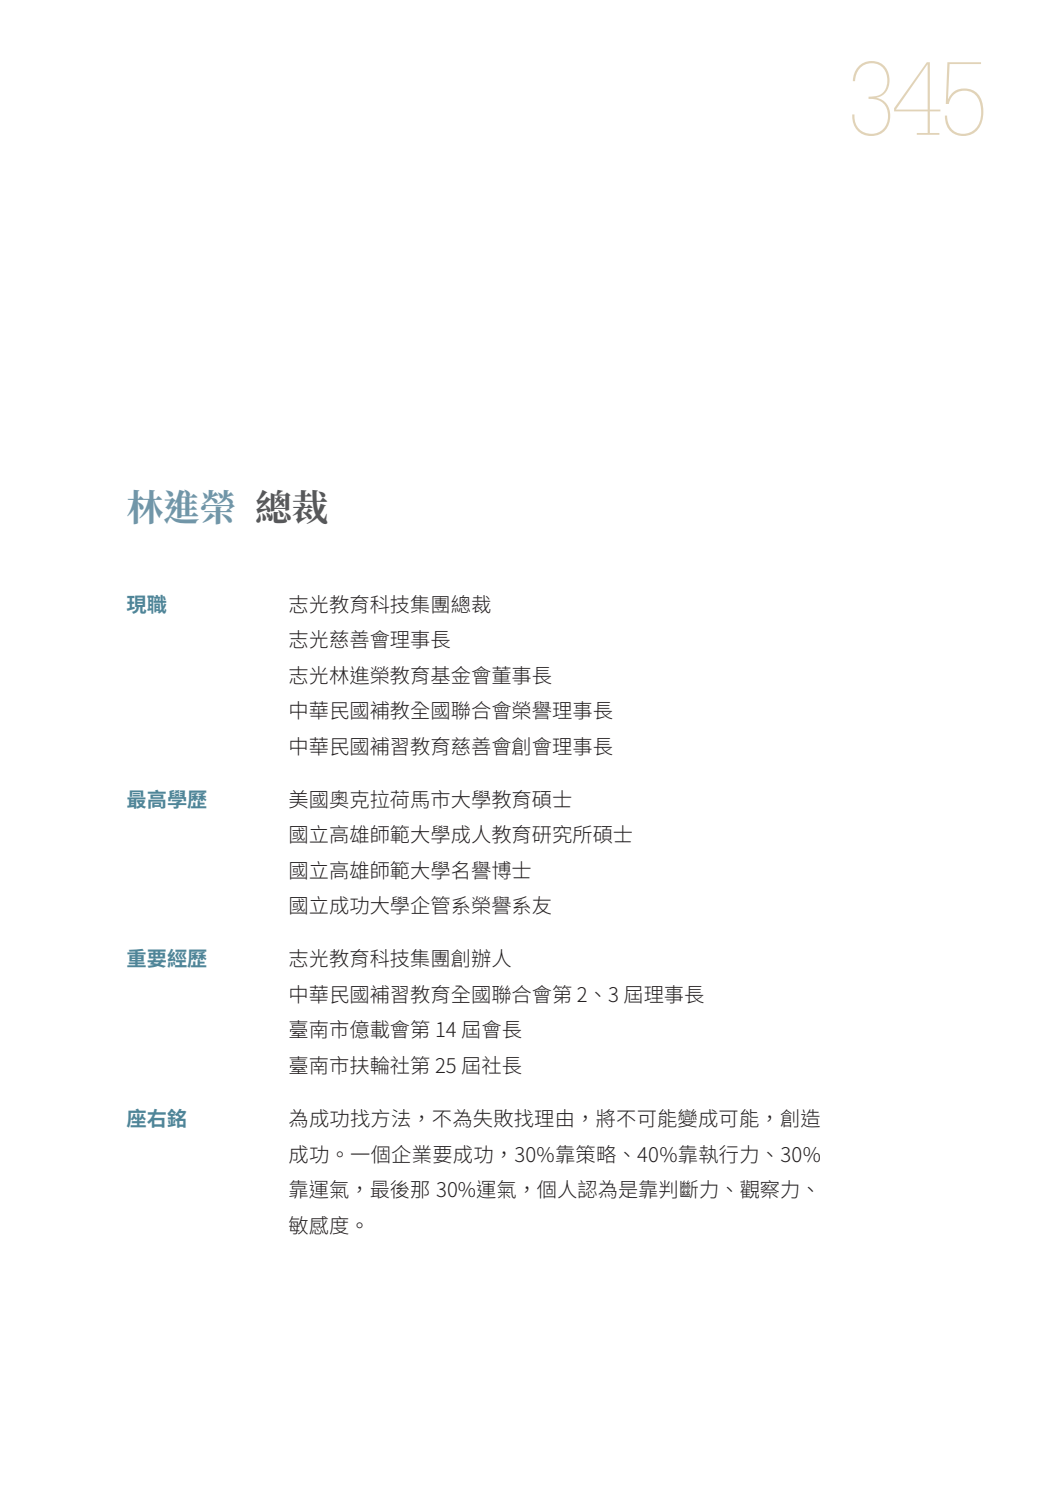 345
林進榮 總裁
現職 志光教育科技集團總裁
志光慈善會理事長
志光林進榮教育基金會董事長
中華民國補教全國聯合會榮譽理事長
中華民國補習教育慈善會創會理事長
最高學歷 美國奧克拉荷馬市大學教育碩士
國立高雄師範大學成人教育研究所碩士
國立高雄師範大學名譽博士
國立成功大學企管系榮譽系友
重要經歷 志光教育科技集團創辦人
中華民國補習教育全國聯合會第 2、3 屆理事長
臺南市億載會第 14 屆會長
臺南市扶輪社第 25 屆社長
座右銘 為成功找方法，不為失敗找理由，將不可能變成可能，創造
成功。一個企業要成功，30%靠策略、40%靠執行力、30%
靠運氣，最後那 30%運氣，個人認為是靠判斷力、觀察力、
敏感度。